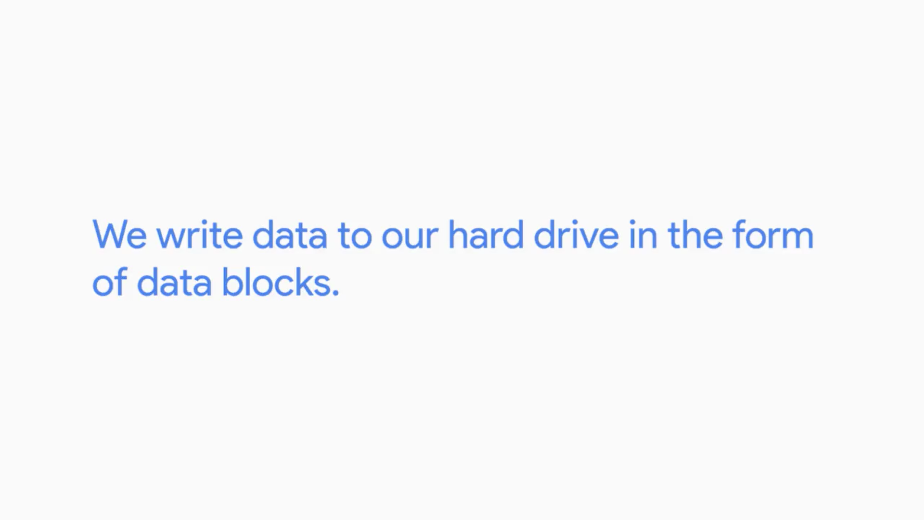 We write data to our hard drive in the form
of data blocks.